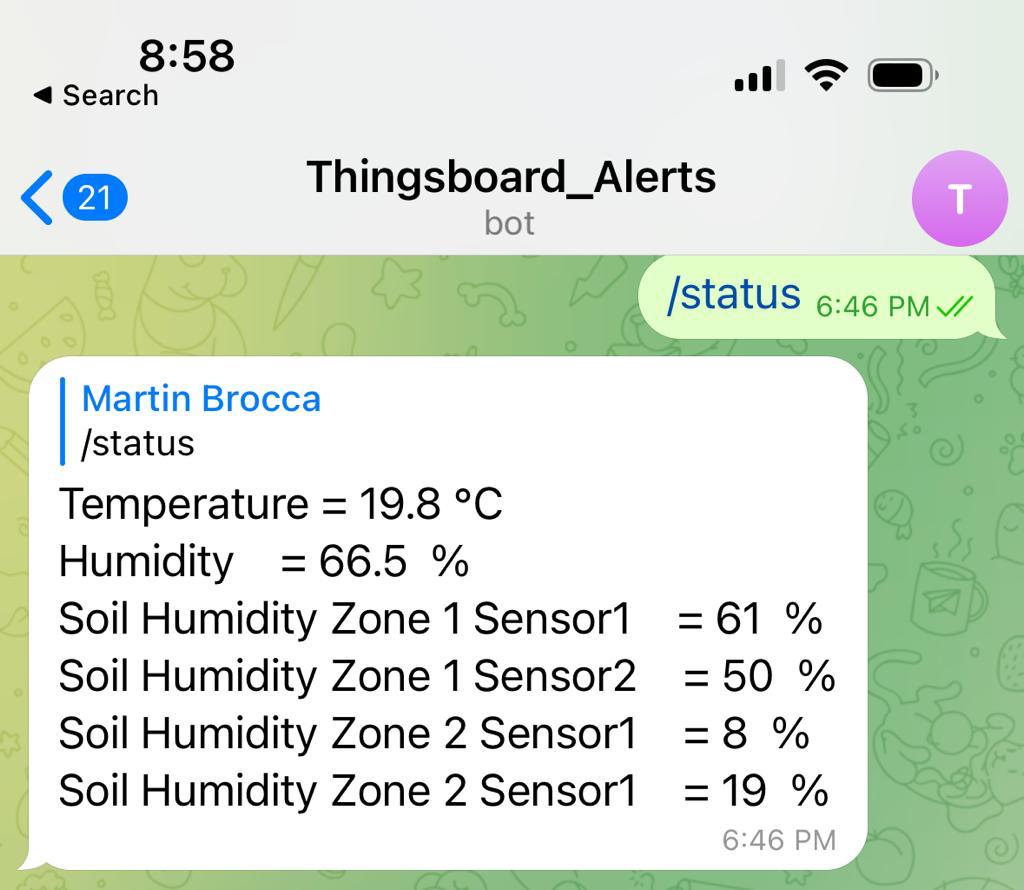 8:58
◀ Search
21
Thingsboard_Alerts
bot
T
/status 6:46 PM
Martin Brocca
/status
Temperature = 19.8 °C
Humidity = 66.5 %
Soil Humidity Zone 1 Sensor1 = 61 %
Soil Humidity Zone 1 Sensor2 = 50 %
Soil Humidity Zone 2 Sensor1 = 8 %
Soil Humidity Zone 2 Sensor1 = 19 %
6:46 PM